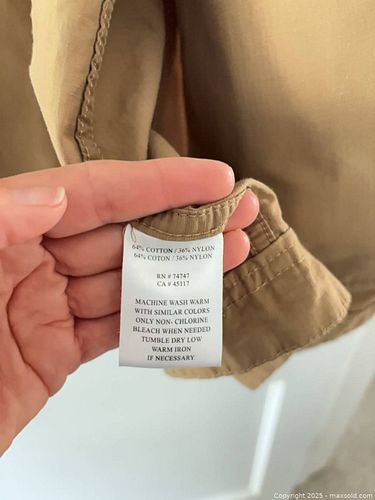 64% COTTON / 36% NYLON
64% COTON / 36% NYLON
RN # 74747
CA # 45117
MACHINE WASH WARM
WITH SIMILAR COLORS
ONLY NON- CHLORINE
BLEACH WHEN NEEDED
TUMBLE DRY LOW
WARM IRON
IF NECESSARY
Copyright 2025 - maxsold.com